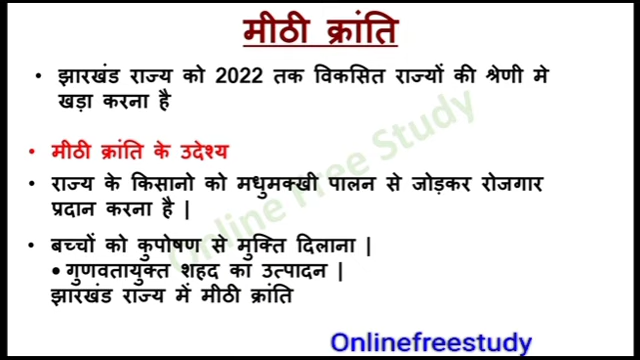 मीठी क्रांति
• झारखंड राज्य को 2022 तक विकसित राज्यों की श्रेणी मे
खड़ा करना है
• मीठी क्रांति के उदेश्य
• राज्य के किसानो को मधुमक्खी पालन से जोड़कर रोजगार
प्रदान करना है |
• बच्चों को कुपोषण से मुक्ति दिलाना |
• गुणवतायुक्त शहद का उत्पादन |
झारखंड राज्य में मीठी क्रांति
Online Free Study
Onlinefreestudy